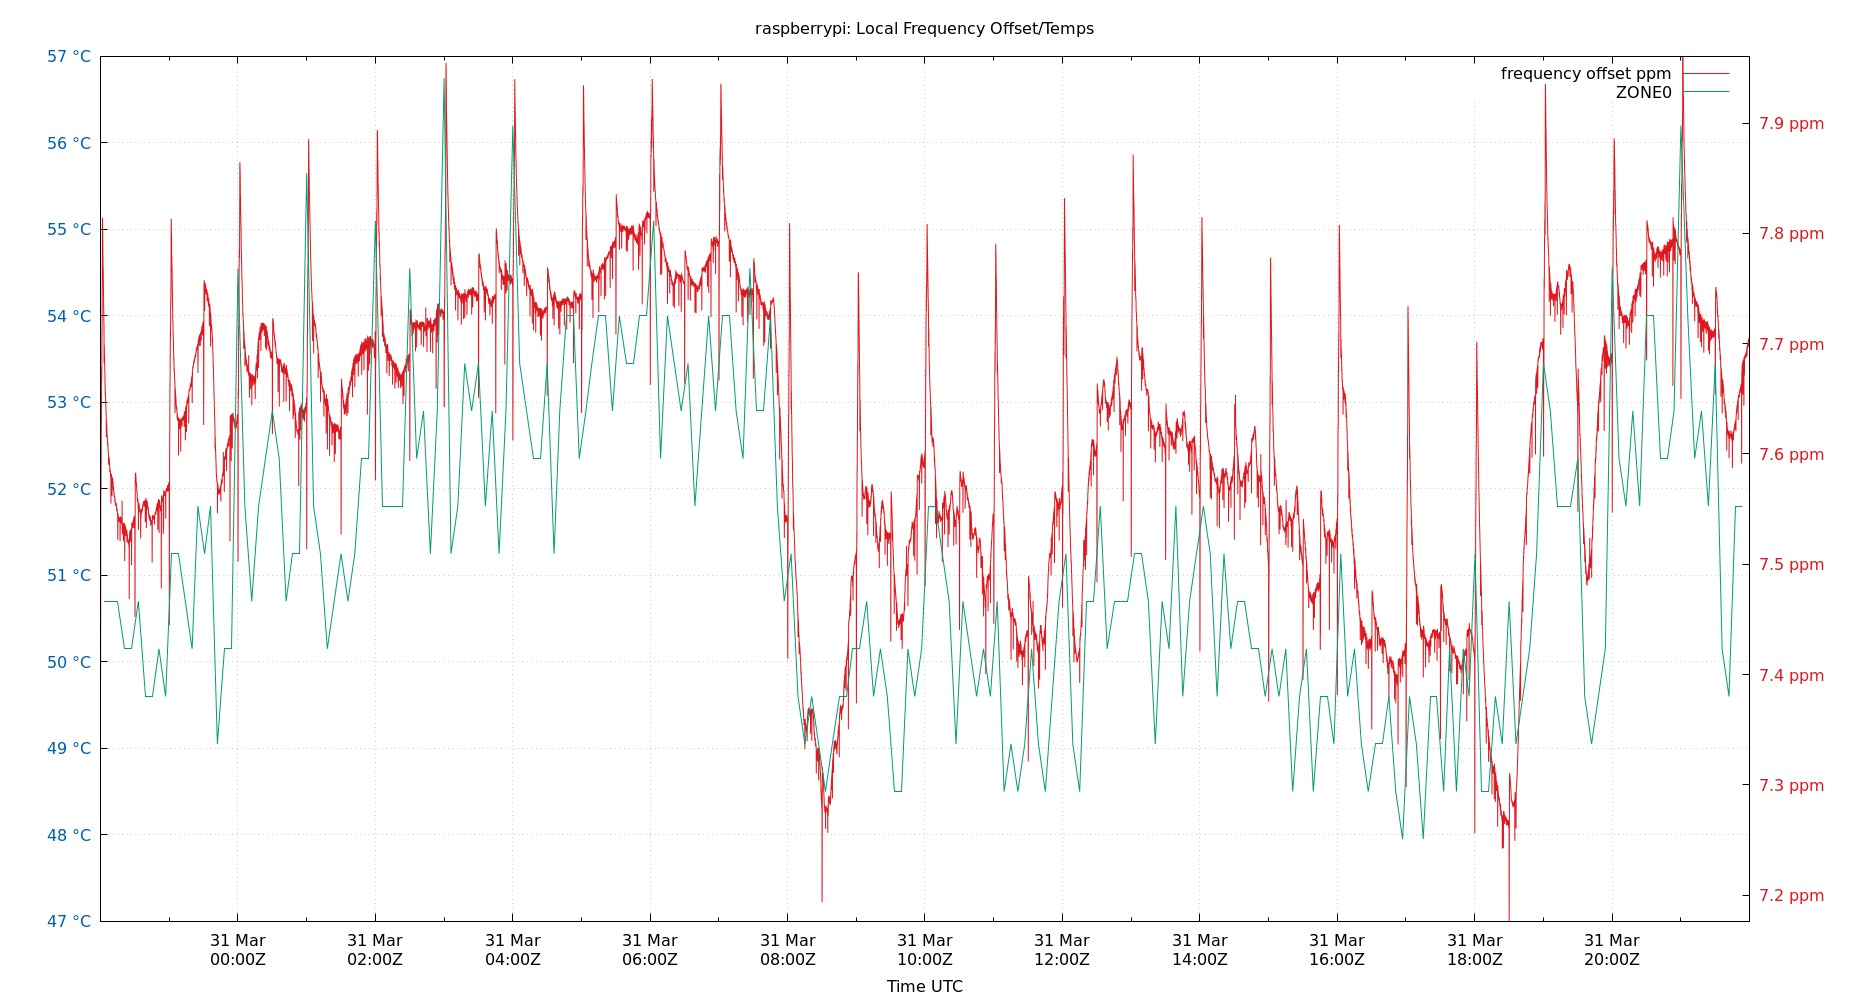 raspberrypi: Local Frequency Offset/Temps
57 °C
56 °C
55 °C
54 °C
53 °C
52 °C
51 °C
50 °C
49 °C
48 °C
47 °C
frequency offset ppm
ZONE0
7.9 ppm
7.8 ppm
7.7 ppm
7.6 ppm
7.5 ppm
7.4 ppm
7.3 ppm
7.2 ppm
31 Mar 31 Mar 31 Mar 31 Mar 31 Mar 31 Mar 31 Mar 31 Mar 31 Mar 31 Mar 31 Mar
00:00Z 02:00Z 04:00Z 06:00Z 08:00Z 10:00Z 12:00Z 14:00Z 16:00Z 18:00Z 20:00Z
Time UTC